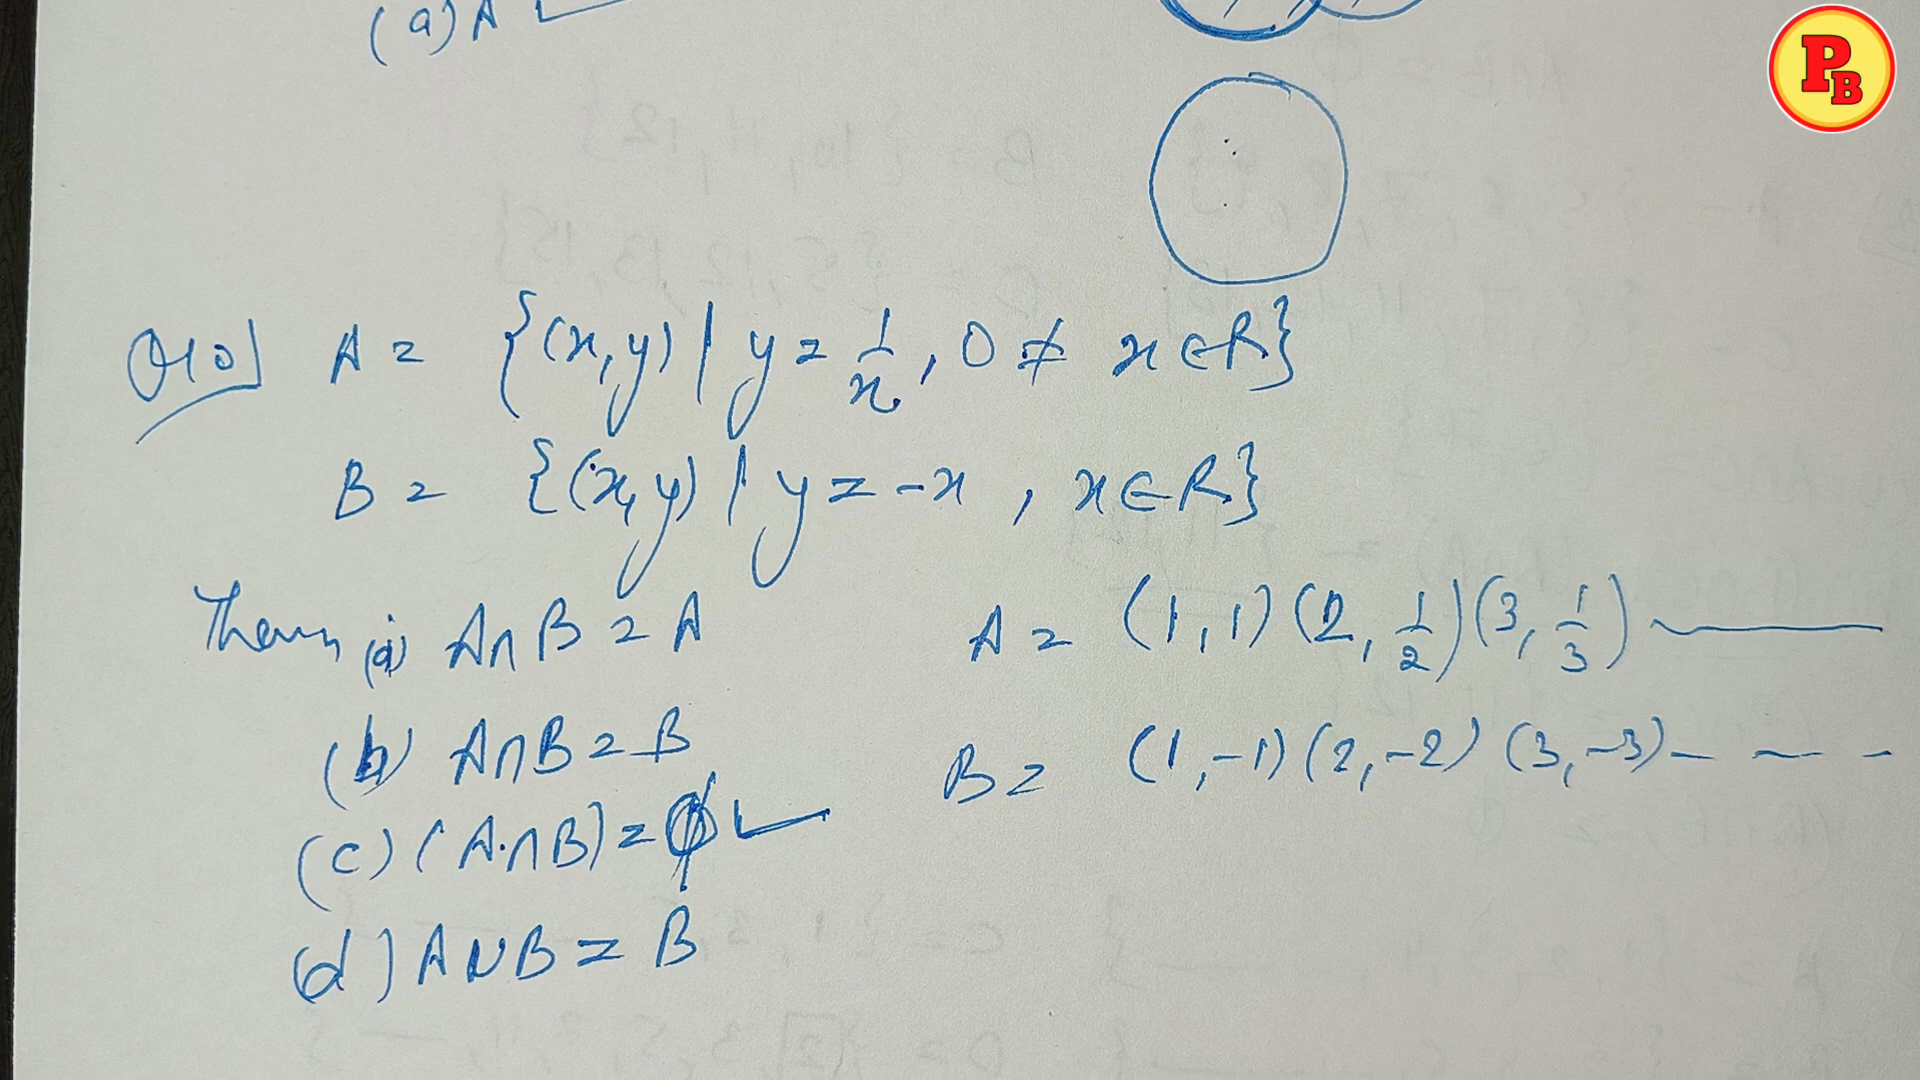 (a) A
PB
Q10] A = {(x,y) | y = 1/x, 0 ≠ x ∈ R}
B = {(x,y) | y = -x, x ∈ R}
Then (a) A∩B = A
A = (1,1) (2,1/2) (3,1/3)
(b) A∩B = B
B = (1,-1) (2,-2) (3,-3) - - -
(c) (A∩B) = ϕ
(d) A∪B = B